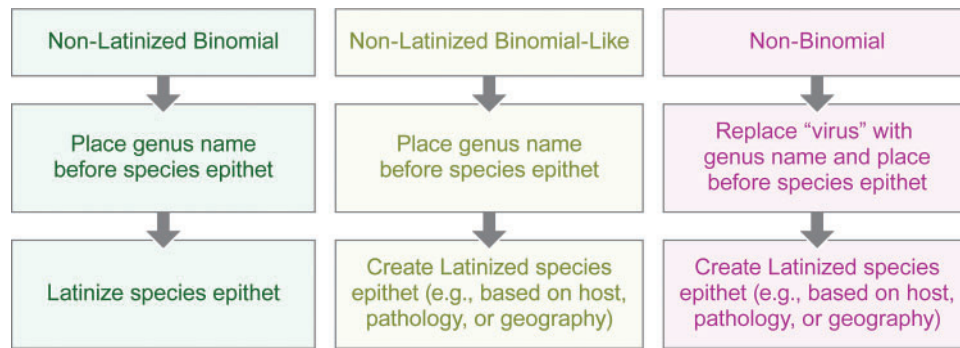 Non-Latinized Binomial
Place genus name
before species epithet
Latinize species epithet
Non-Latinized Binomial-Like
Place genus name
before species epithet
Create Latinized species
epithet (e.g., based on host,
pathology, or geography)
Non-Binomial
Replace “virus” with
genus name and place
before species epithet
Create Latinized species
epithet (e.g., based on host,
pathology, or geography)